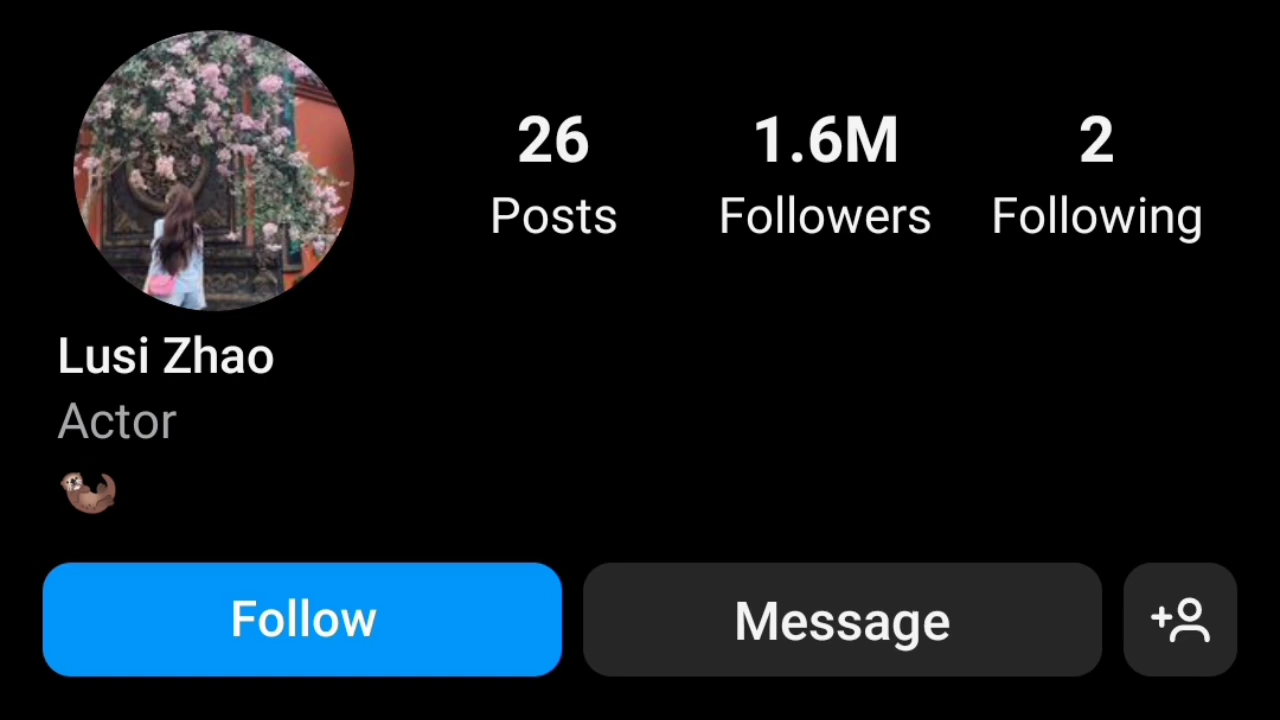 26 1.6M 2
Posts Followers Following
Lusi Zhao
Actor
🦦
Follow Message